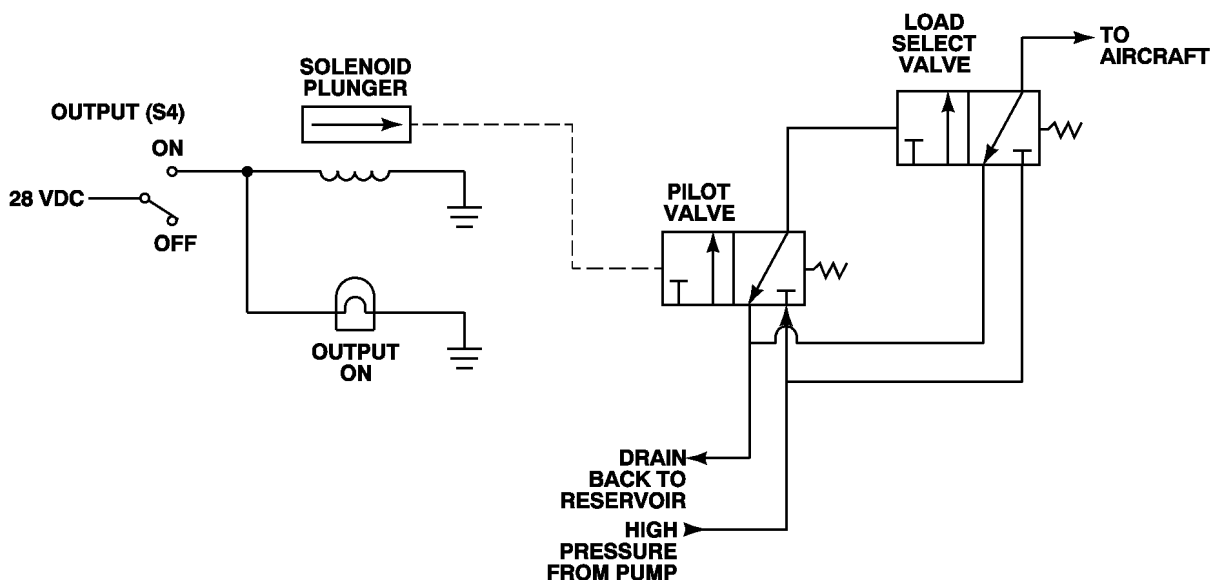 LOAD
SELECT
VALVE
TO
AIRCRAFT
SOLENOID
PLUNGER
OUTPUT (S4)
ON
28 VDC
OFF
PILOT
VALVE
OUTPUT
ON
DRAIN
BACK TO
RESERVOIR
HIGH
PRESSURE
FROM PUMP